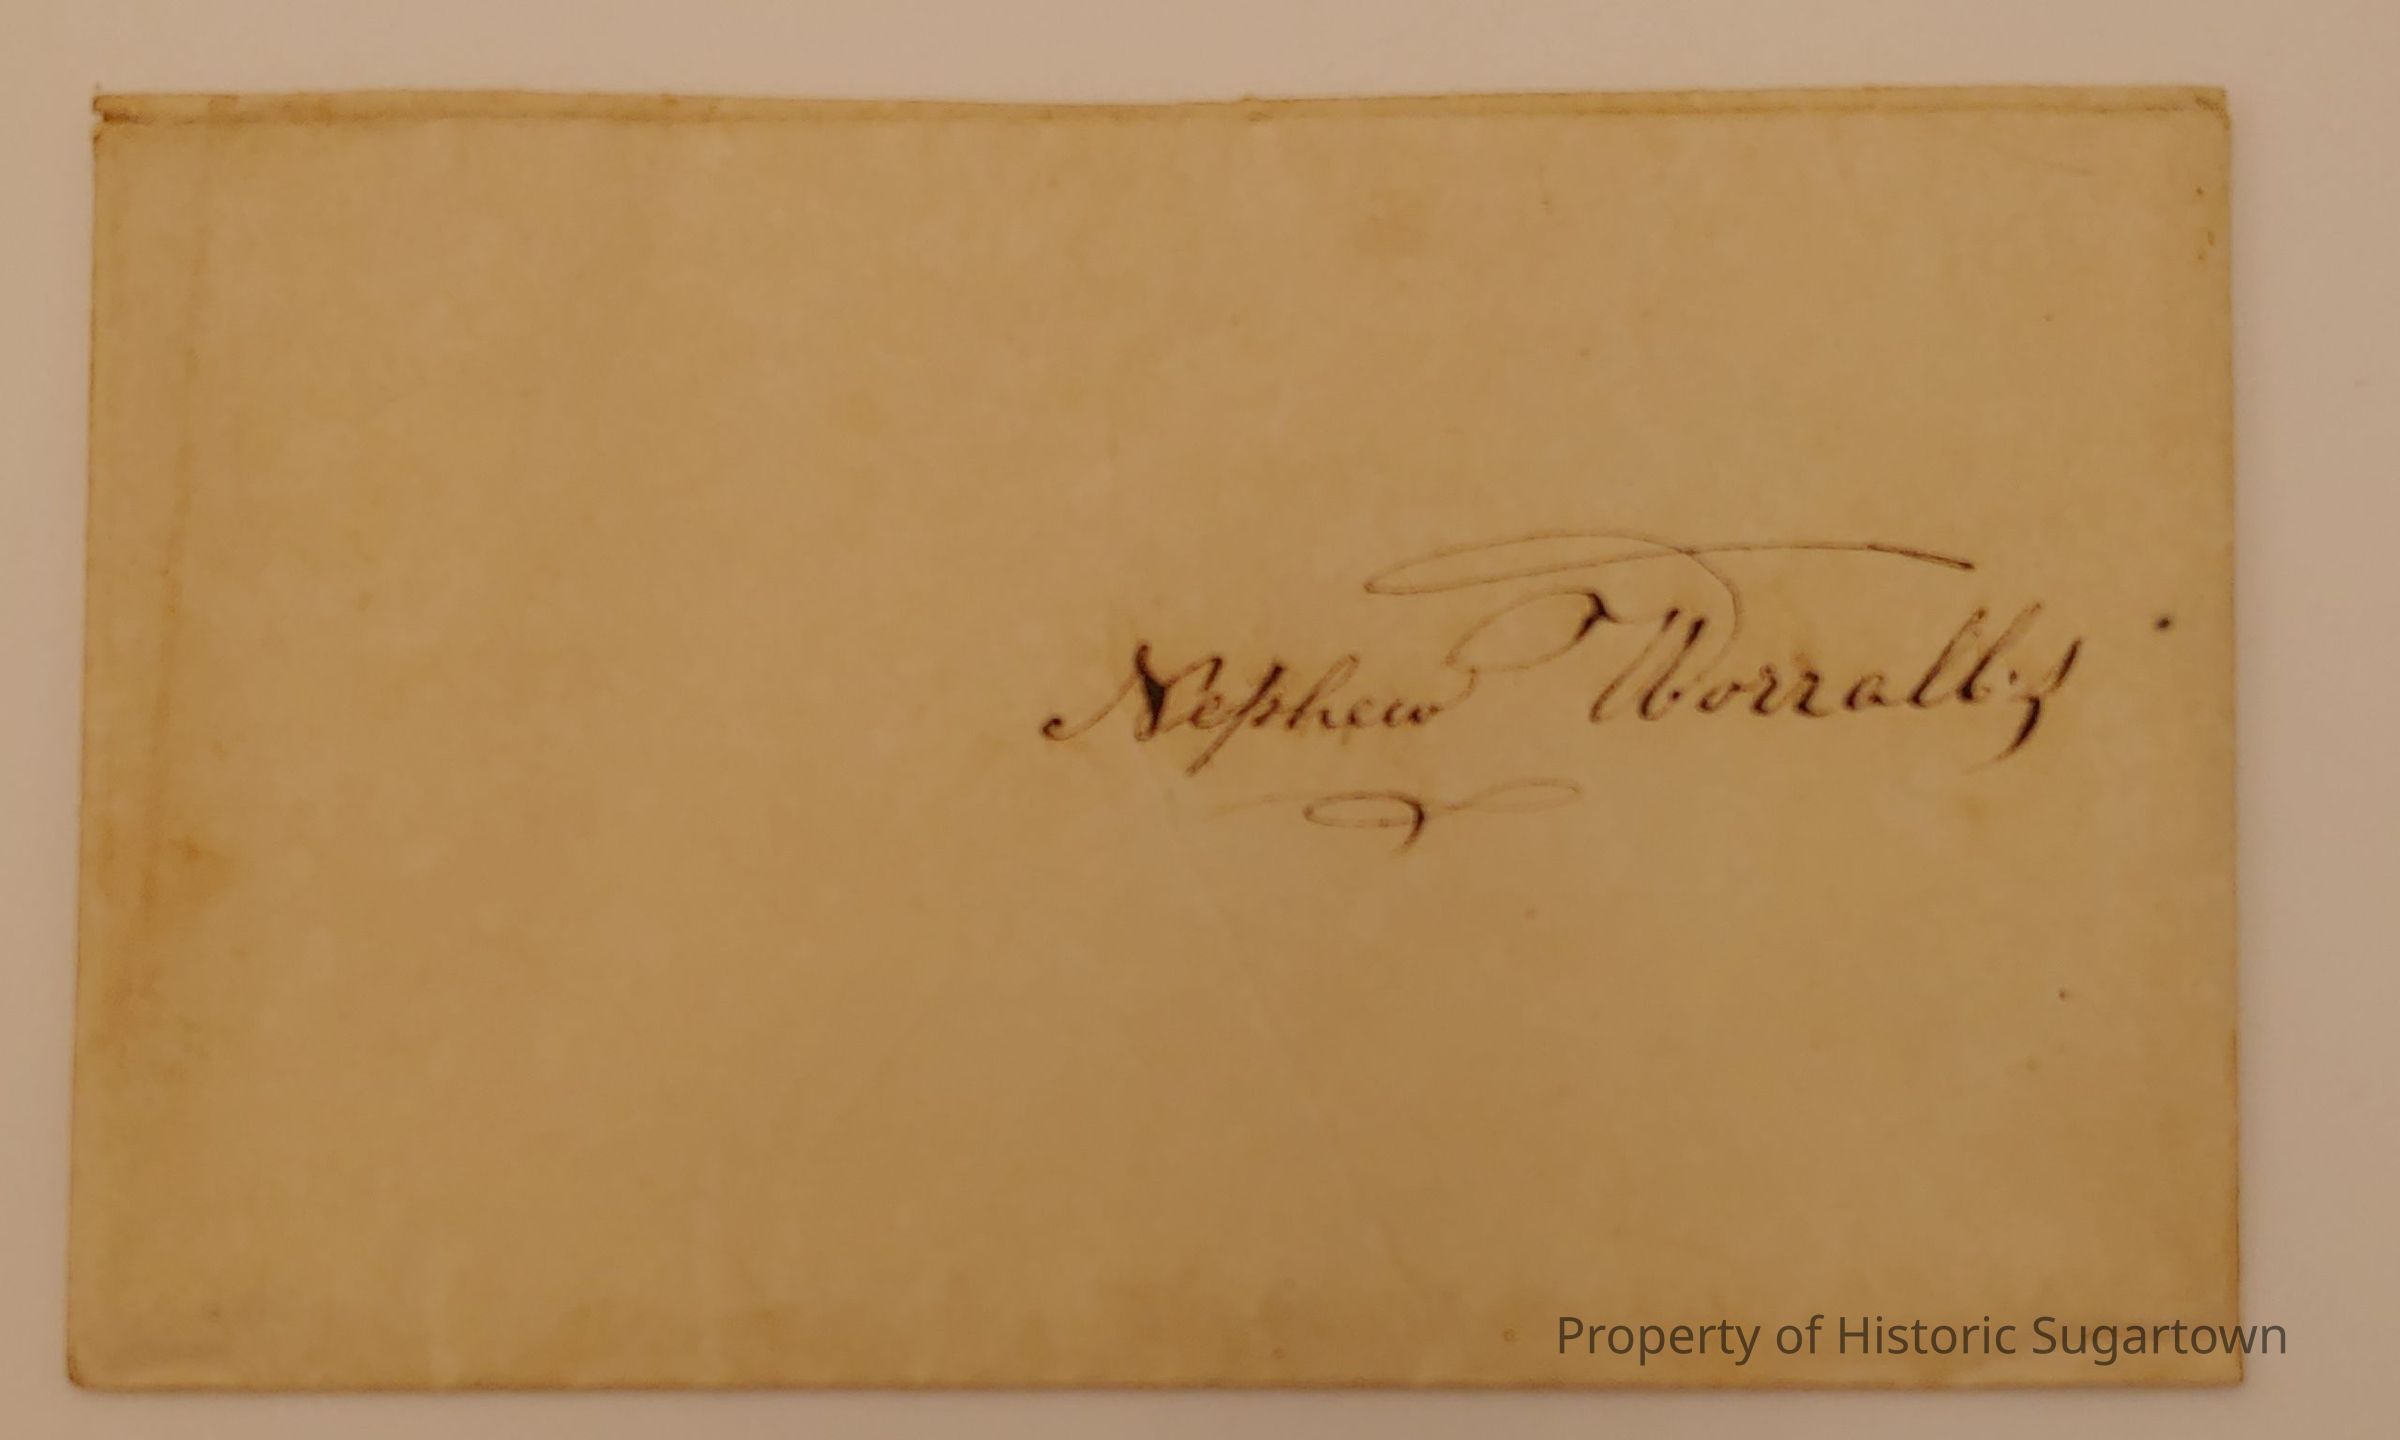 Nephew Worrall,
Property of Historic Sugartown